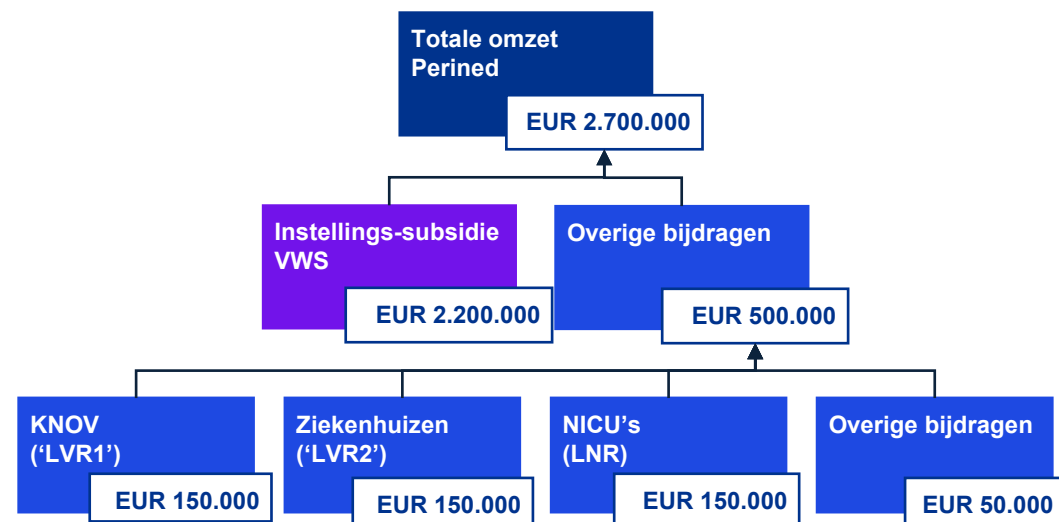 Totale omzet
Perined
EUR 2.700.000
Instellings-subsidie
VWS
EUR 2.200.000
Overige bijdragen
EUR 500.000
KNOV
(‘LVR1’)
EUR 150.000
Ziekenhuizen
(‘LVR2’)
EUR 150.000
NICU’s
(LNR)
EUR 150.000
Overige bijdragen
EUR 50.000